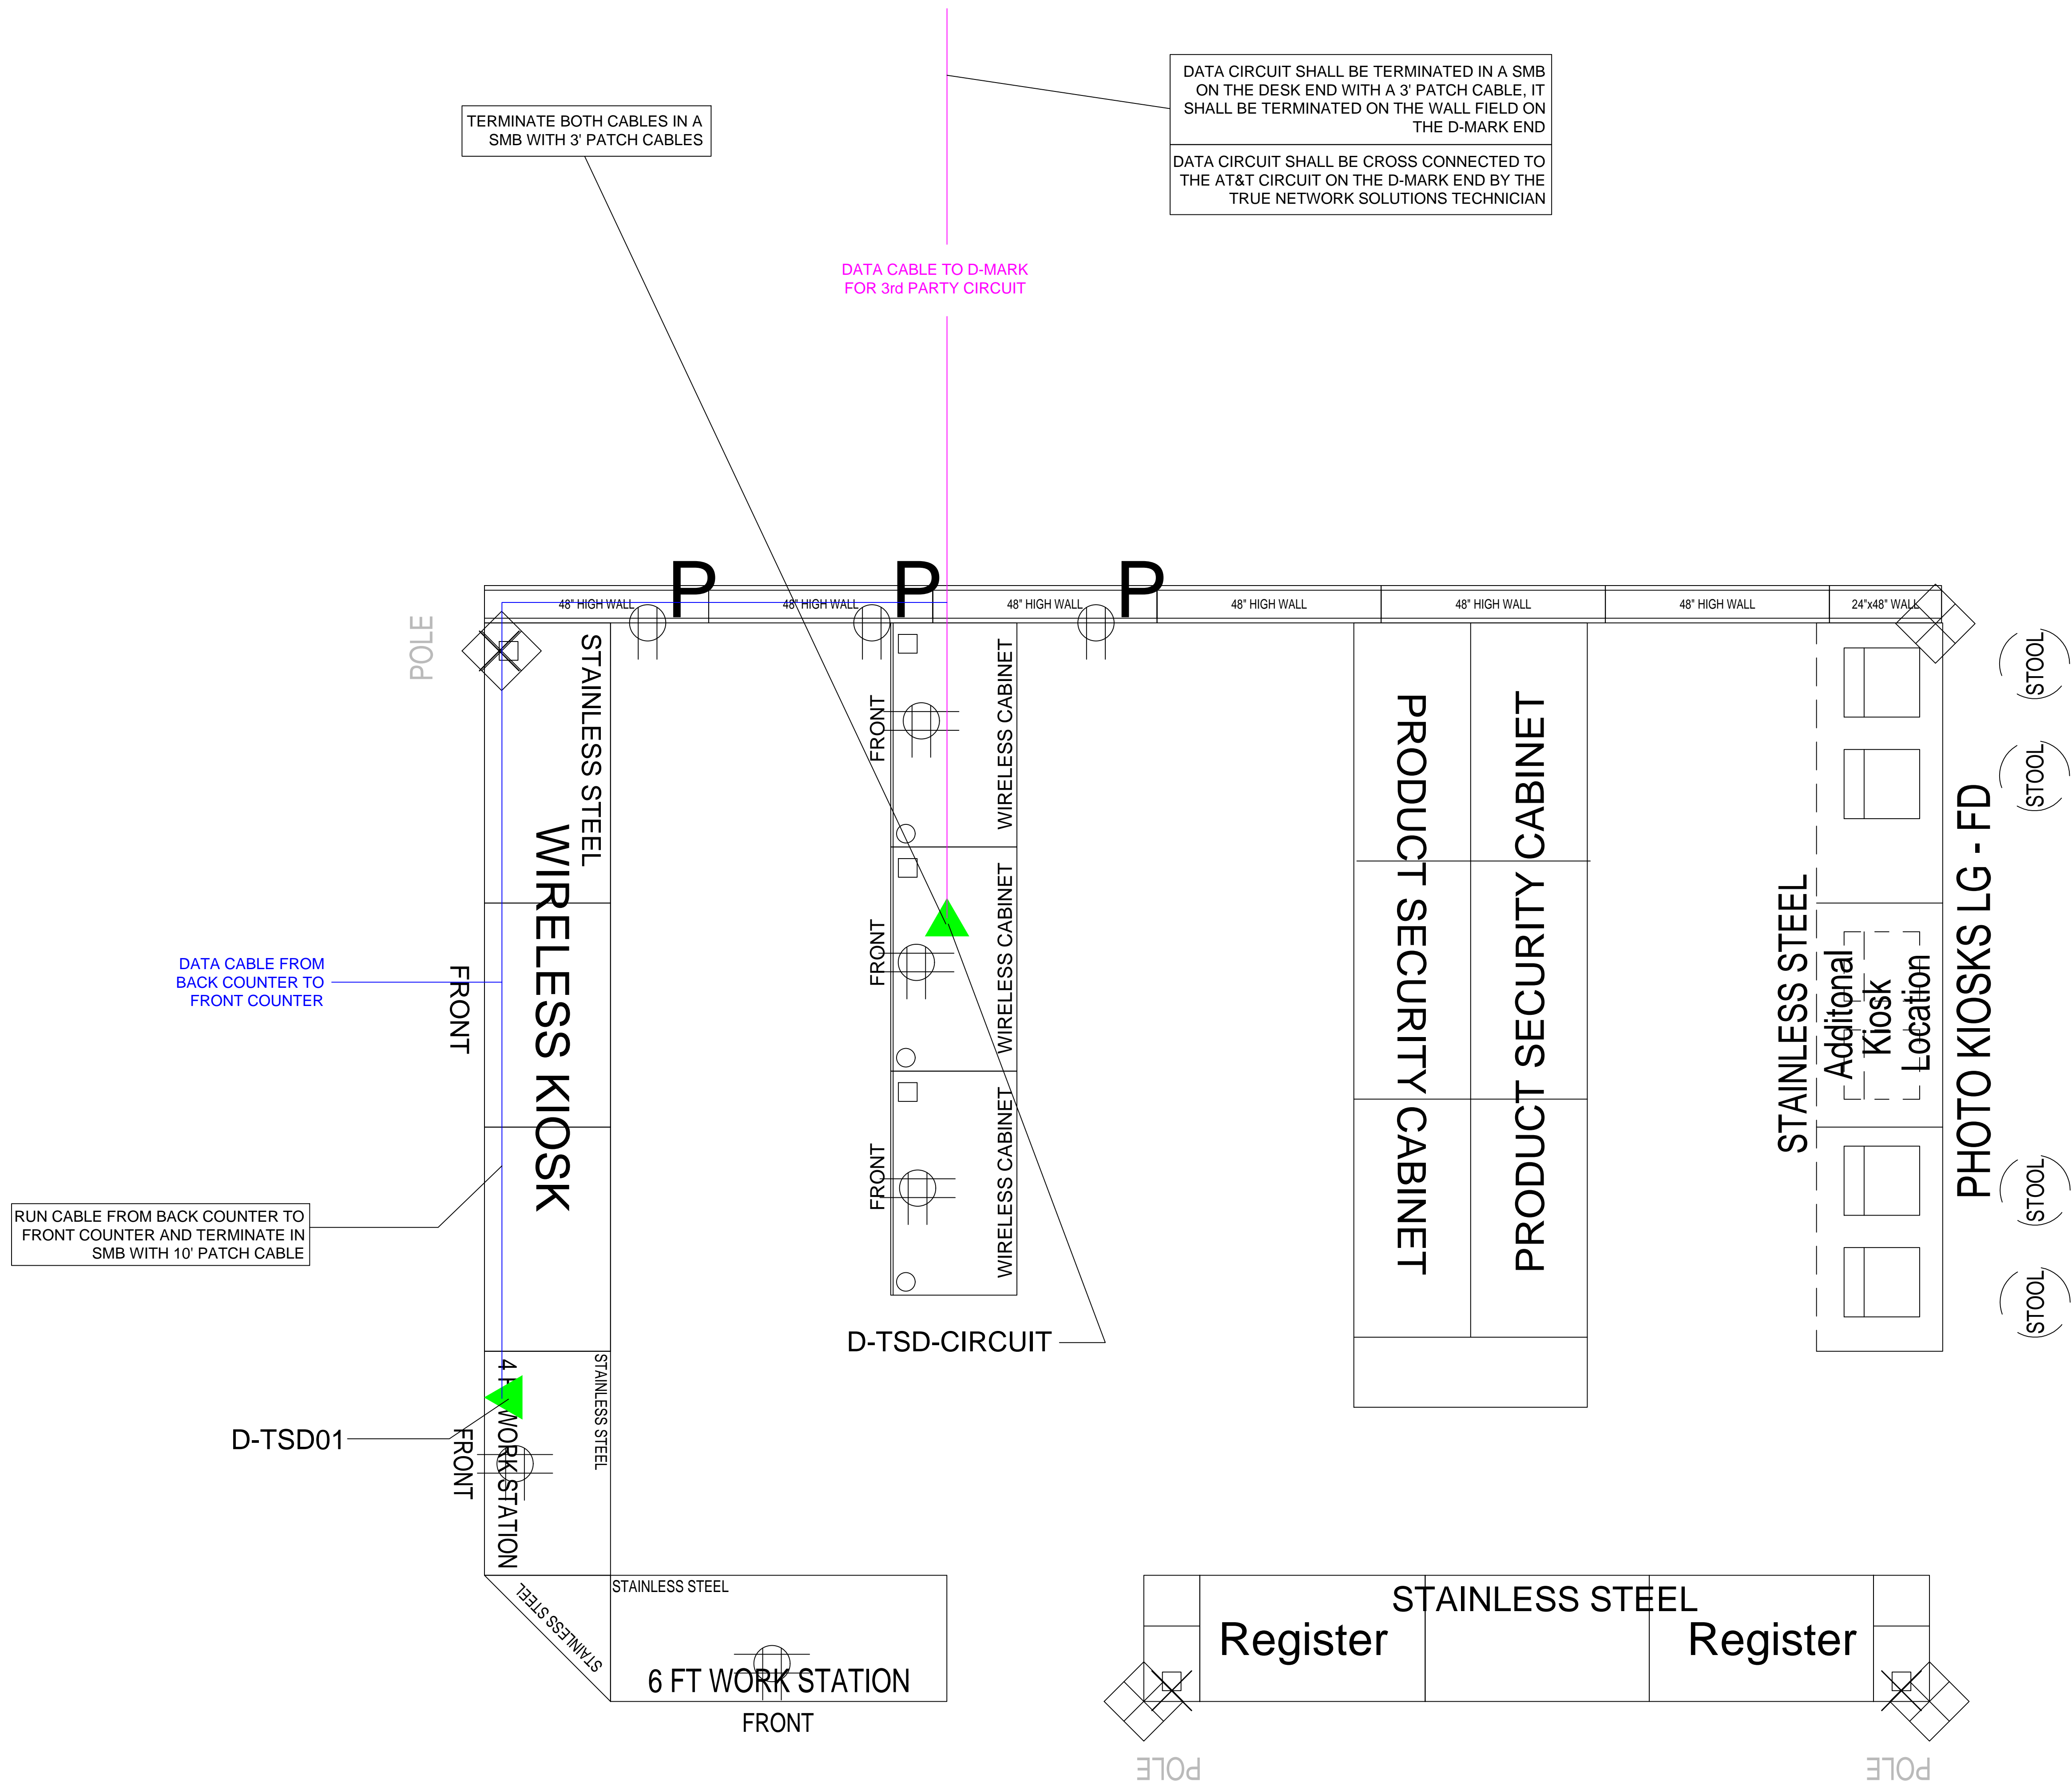 DATA CIRCUIT SHALL BE TERMINATED IN A SMB
ON THE DESK END WITH A 3' PATCH CABLE, IT
SHALL BE TERMINATED ON THE WALL FIELD ON
THE D-MARK END
DATA CIRCUIT SHALL BE CROSS CONNECTED TO
THE AT&T CIRCUIT ON THE D-MARK END BY THE
TRUE NETWORK SOLUTIONS TECHNICIAN
TERMINATE BOTH CABLES IN A
SMB WITH 3' PATCH CABLES
DATA CABLE TO D-MARK
FOR 3rd PARTY CIRCUIT
P
P
P
48" HIGH WALL
48" HIGH WALL
48" HIGH WALL
48" HIGH WALL
48" HIGH WALL
48" HIGH WALL
24"x48" WALL
POLE
STAINLESS STEEL
WIRELESS KIOSK
FRONT
DATA CABLE FROM
BACK COUNTER TO
FRONT COUNTER
RUN CABLE FROM BACK COUNTER TO
FRONT COUNTER AND TERMINATE IN
SMB WITH 10' PATCH CABLE
FRONT
WIRELESS CABINET
FRONT
WIRELESS CABINET
FRONT
WIRELESS CABINET
D-TSD-CIRCUIT
PRODUCT SECURITY CABINET
PRODUCT SECURITY CABINET
STAINLESS STEEL
Additonal
Kiosk
Location
PHOTO KIOSKS LG - FD
STOOL
STOOL
STOOL
STOOL
D-TSD01
4 FT WORK STATION
STAINLESS STEEL
FRONT
STAINLESS STEEL
STAINLESS STEEL
6 FT WORK STATION
FRONT
STAINLESS STEEL
Register
Register
POLE
POLE